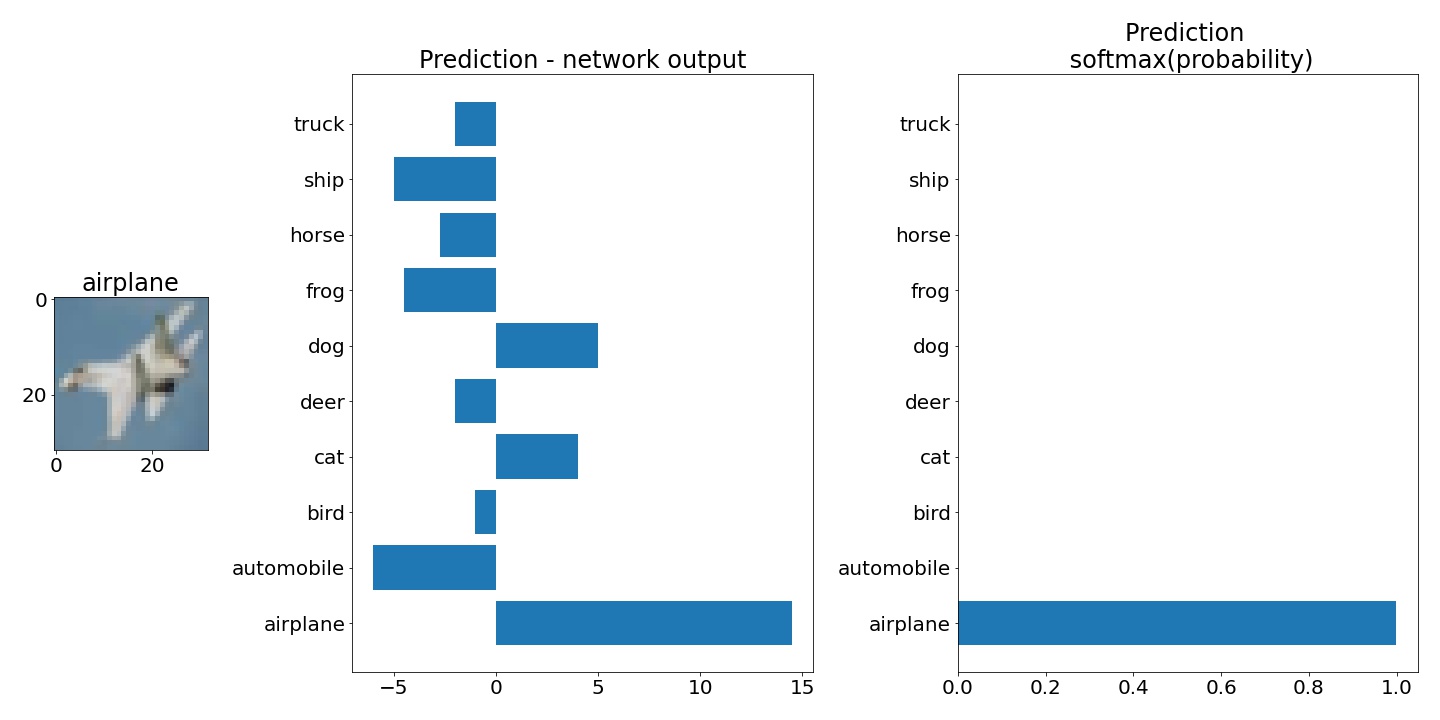 airplane
0
20
0 20
Prediction - network output
truck
ship
horse
frog
dog
deer
cat
bird
automobile
airplane
−5 0 5 10 15
Prediction
softmax(probability)
truck
ship
horse
frog
dog
deer
cat
bird
automobile
airplane
0.0 0.2 0.4 0.6 0.8 1.0